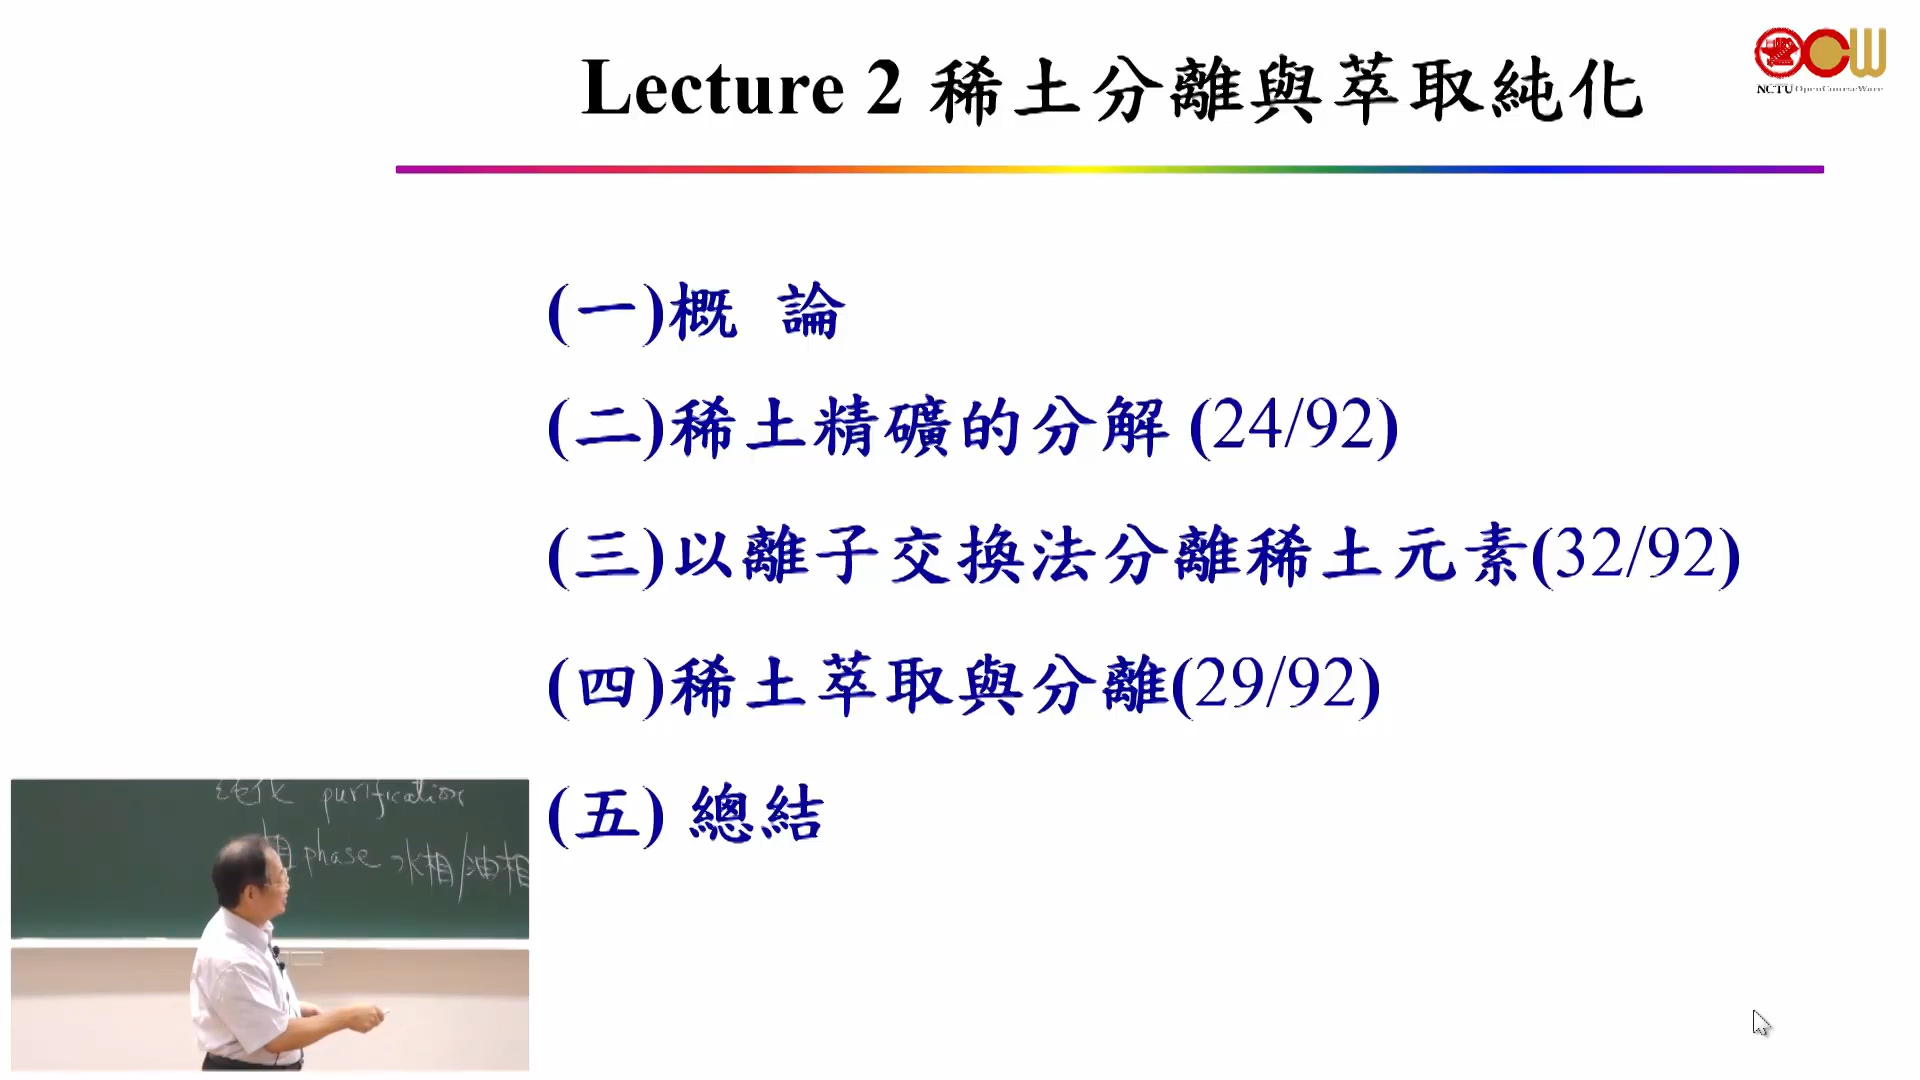 Lecture 2 稀土分離與萃取純化
NCTU OpenCourseWare
(一)概 論
(二)稀土精礦的分解 (24/92)
(三)以離子交換法分離稀土元素(32/92)
(四)稀土萃取與分離(29/92)
(五) 總結
純化 purification
相 phase 水相/油相